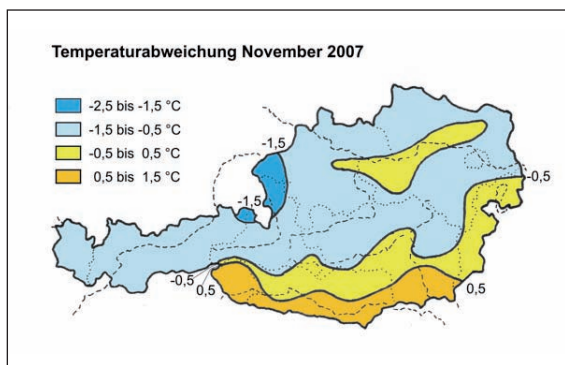 Temperaturabweichung November 2007
-2,5 bis -1,5 °C
-1,5 bis -0,5 °C
-0,5 bis 0,5 °C
0,5 bis 1,5 °C
-1,5
-1,5
-0,5
-0,5
0,5
0,5